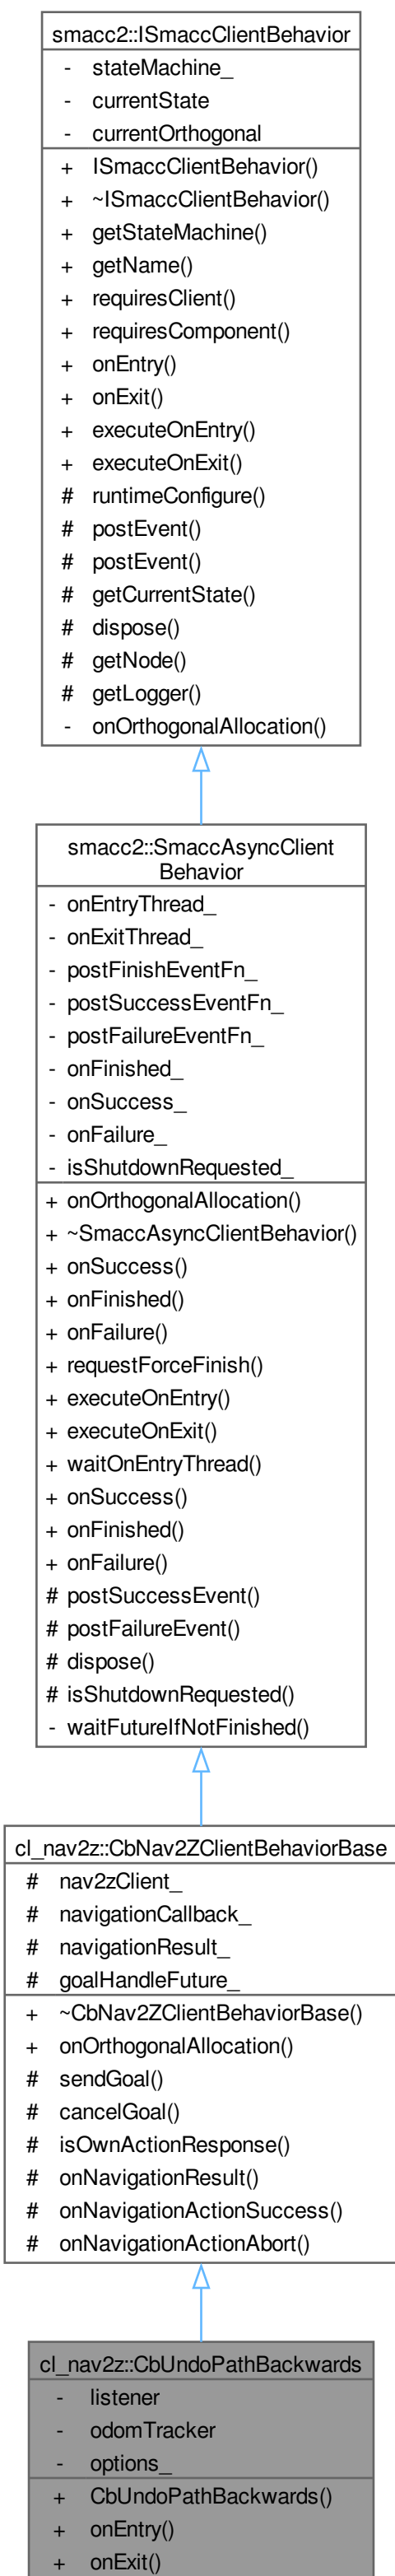 smacc2::ISmaccClientBehavior
- stateMachine_
- currentState
- currentOrthogonal
+ ISmaccClientBehavior()
+ ~ISmaccClientBehavior()
+ getStateMachine()
+ getName()
+ requiresClient()
+ requiresComponent()
+ onEntry()
+ onExit()
+ executeOnEntry()
+ executeOnExit()
# runtimeConfigure()
# postEvent()
# postEvent()
# getCurrentState()
# dispose()
# getNode()
# getLogger()
- onOrthogonalAllocation()
smacc2::SmaccAsyncClient
Behavior
- onEntryThread_
- onExitThread_
- postFinishEventFn_
- postSuccessEventFn_
- postFailureEventFn_
- onFinished_
- onSuccess_
- onFailure_
- isShutdownRequested_
+ onOrthogonalAllocation()
+ ~SmaccAsyncClientBehavior()
+ onSuccess()
+ onFinished()
+ onFailure()
+ requestForceFinish()
+ executeOnEntry()
+ executeOnExit()
+ waitOnEntryThread()
+ onSuccess()
+ onFinished()
+ onFailure()
# postSuccessEvent()
# postFailureEvent()
# dispose()
# isShutdownRequested()
- waitFutureIfNotFinished()
cl_nav2z::CbNav2ZClientBehaviorBase
# nav2zClient_
# navigationCallback_
# navigationResult_
# goalHandleFuture_
+ ~CbNav2ZClientBehaviorBase()
+ onOrthogonalAllocation()
# sendGoal()
# cancelGoal()
# isOwnActionResponse()
# onNavigationResult()
# onNavigationActionSuccess()
# onNavigationActionAbort()
cl_nav2z::CbUndoPathBackwards
- listener
- odomTracker
- options_
+ CbUndoPathBackwards()
+ onEntry()
+ onExit()